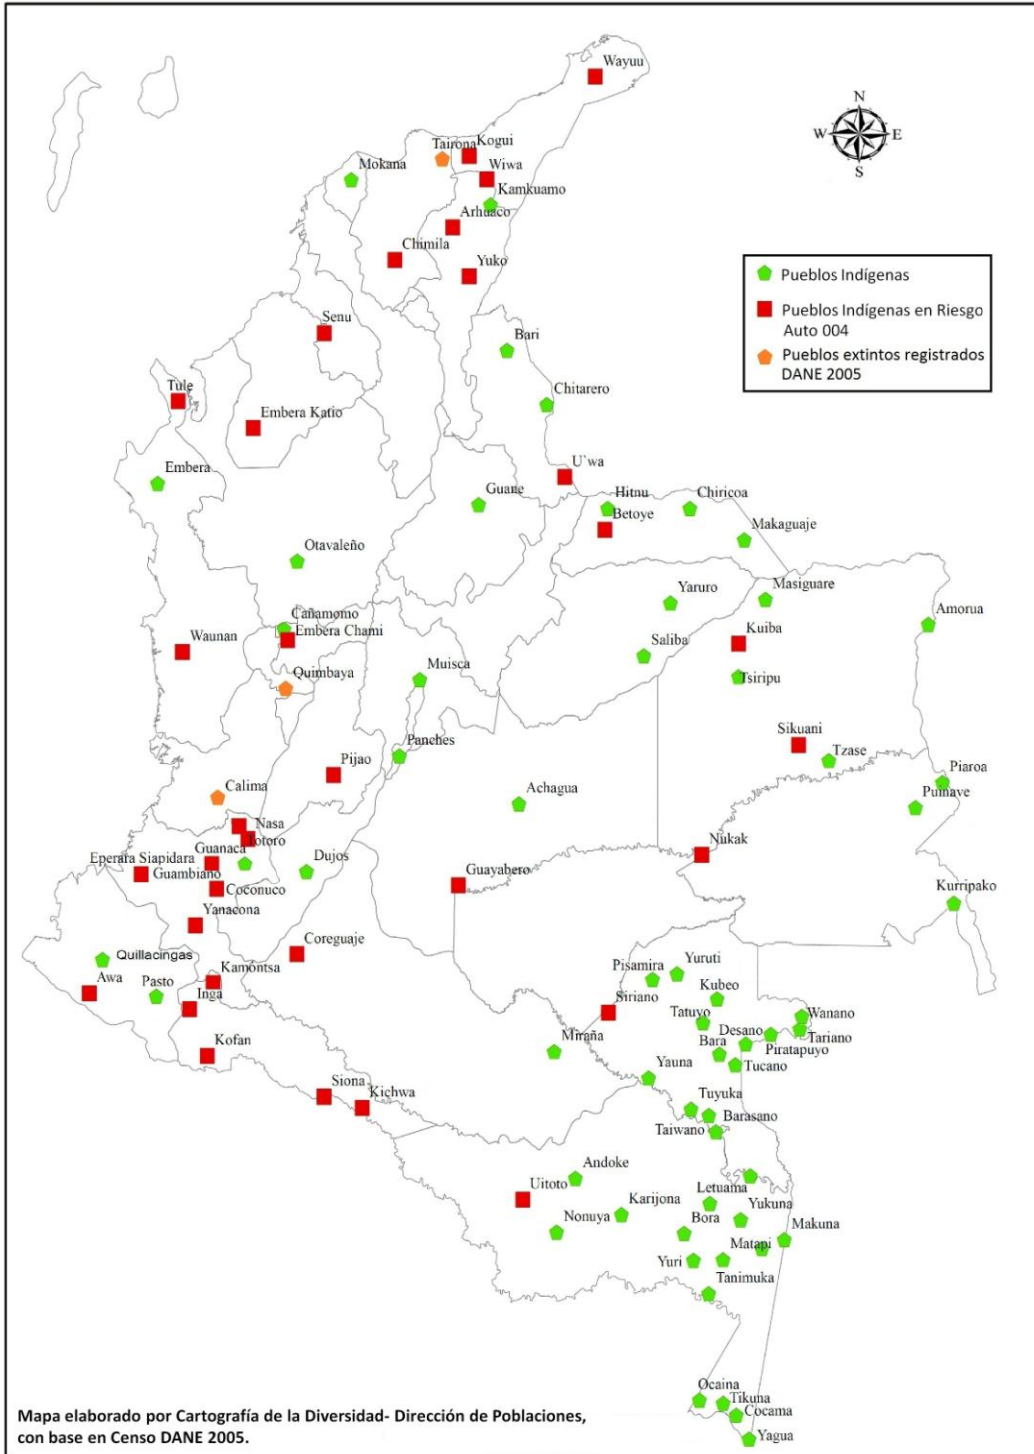 Wayuu
N
W
E
S
Tairona
Kogui
Mokana
Wiwa
Kamkuamo
Arhuaco
Chimila
Yuko
Pueblos Indígenas
Pueblos Indígenas en Riesgo
Auto 004
Pueblos extintos registrados
DANE 2005
Senu
Bari
Tule
Chitarero
Embera Katio
Embera
U`wa
Guane
Hitnu
Chiricoa
Betoye
Makaguaje
Otavaleño
Masiguare
Yaruro
Amorua
Cañamomo
Embera Chami
Waunan
Kuiba
Saliba
Muisca
Quimbaya
Tsiripu
Sikuani
Panches
Tzase
Pijao
Piaroa
Calima
Achagua
Puinave
Nasa
Totoro
Nukak
Guanaca
Eperara Siapidara
Dujos
Guambiano
Guayabero
Coconuco
Kurripako
Yanacona
Coreguaje
Quillacingas
Kamontsa
Pisamira
Yuruti
Awa
Pasto
Inga
Siriano
Kubeo
Tatuyo
Wanano
Desano
Tariano
Kofan
Miraña
Bara
Piratapuyo
Yauna
Tucano
Siona
Kichwa
Tuyuka
Barasano
Taiwano
Andoke
Uitoto
Letuama
Karijona
Yukuna
Nonuya
Bora
Makuna
Yuri
Matapi
Tanimuka
Ocaina
Tikuna
Cocama
Yagua
Mapa elaborado por Cartografía de la Diversidad- Dirección de Poblaciones,
con base en Censo DANE 2005.